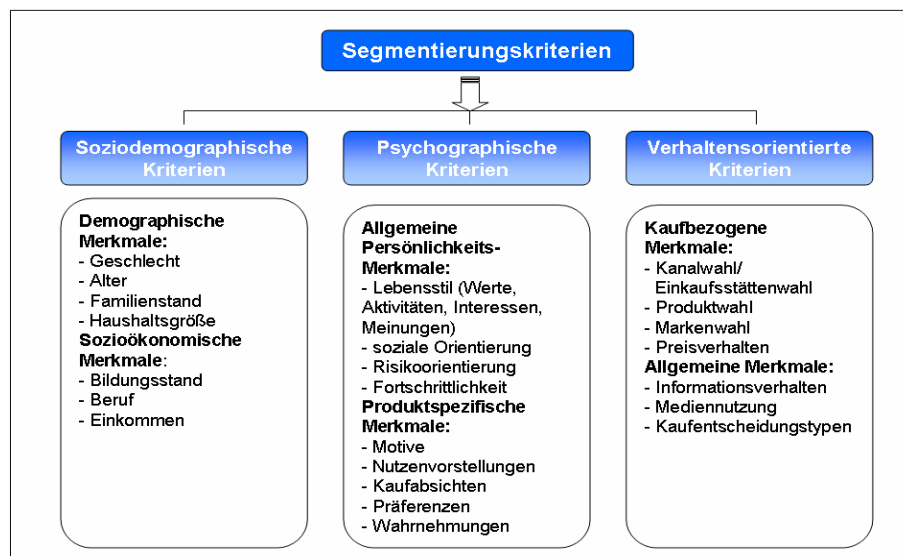 Segmentierungskriterien
Soziodemographische
Kriterien
Demographische
Merkmale:
- Geschlecht
- Alter
- Familienstand
- Haushaltsgröße
Sozioökonomische
Merkmale:
- Bildungsstand
- Beruf
- Einkommen
Psychographische
Kriterien
Allgemeine
Persönlichkeits-
Merkmale:
- Lebensstil (Werte,
Aktivitäten, Interessen,
Meinungen)
- soziale Orientierung
- Risikoorientierung
- Fortschrittlichkeit
Produktspezifische
Merkmale:
- Motive
- Nutzenvorstellungen
- Kaufabsichten
- Präferenzen
- Wahrnehmungen
Verhaltensorientierte
Kriterien
Kaufbezogene
Merkmale:
- Kanalwahl/
Einkaufsstättenwahl
- Produktwahl
- Markenwahl
- Preisverhalten
Allgemeine Merkmale:
- Informationsverhalten
- Mediennutzung
- Kaufentscheidungstypen